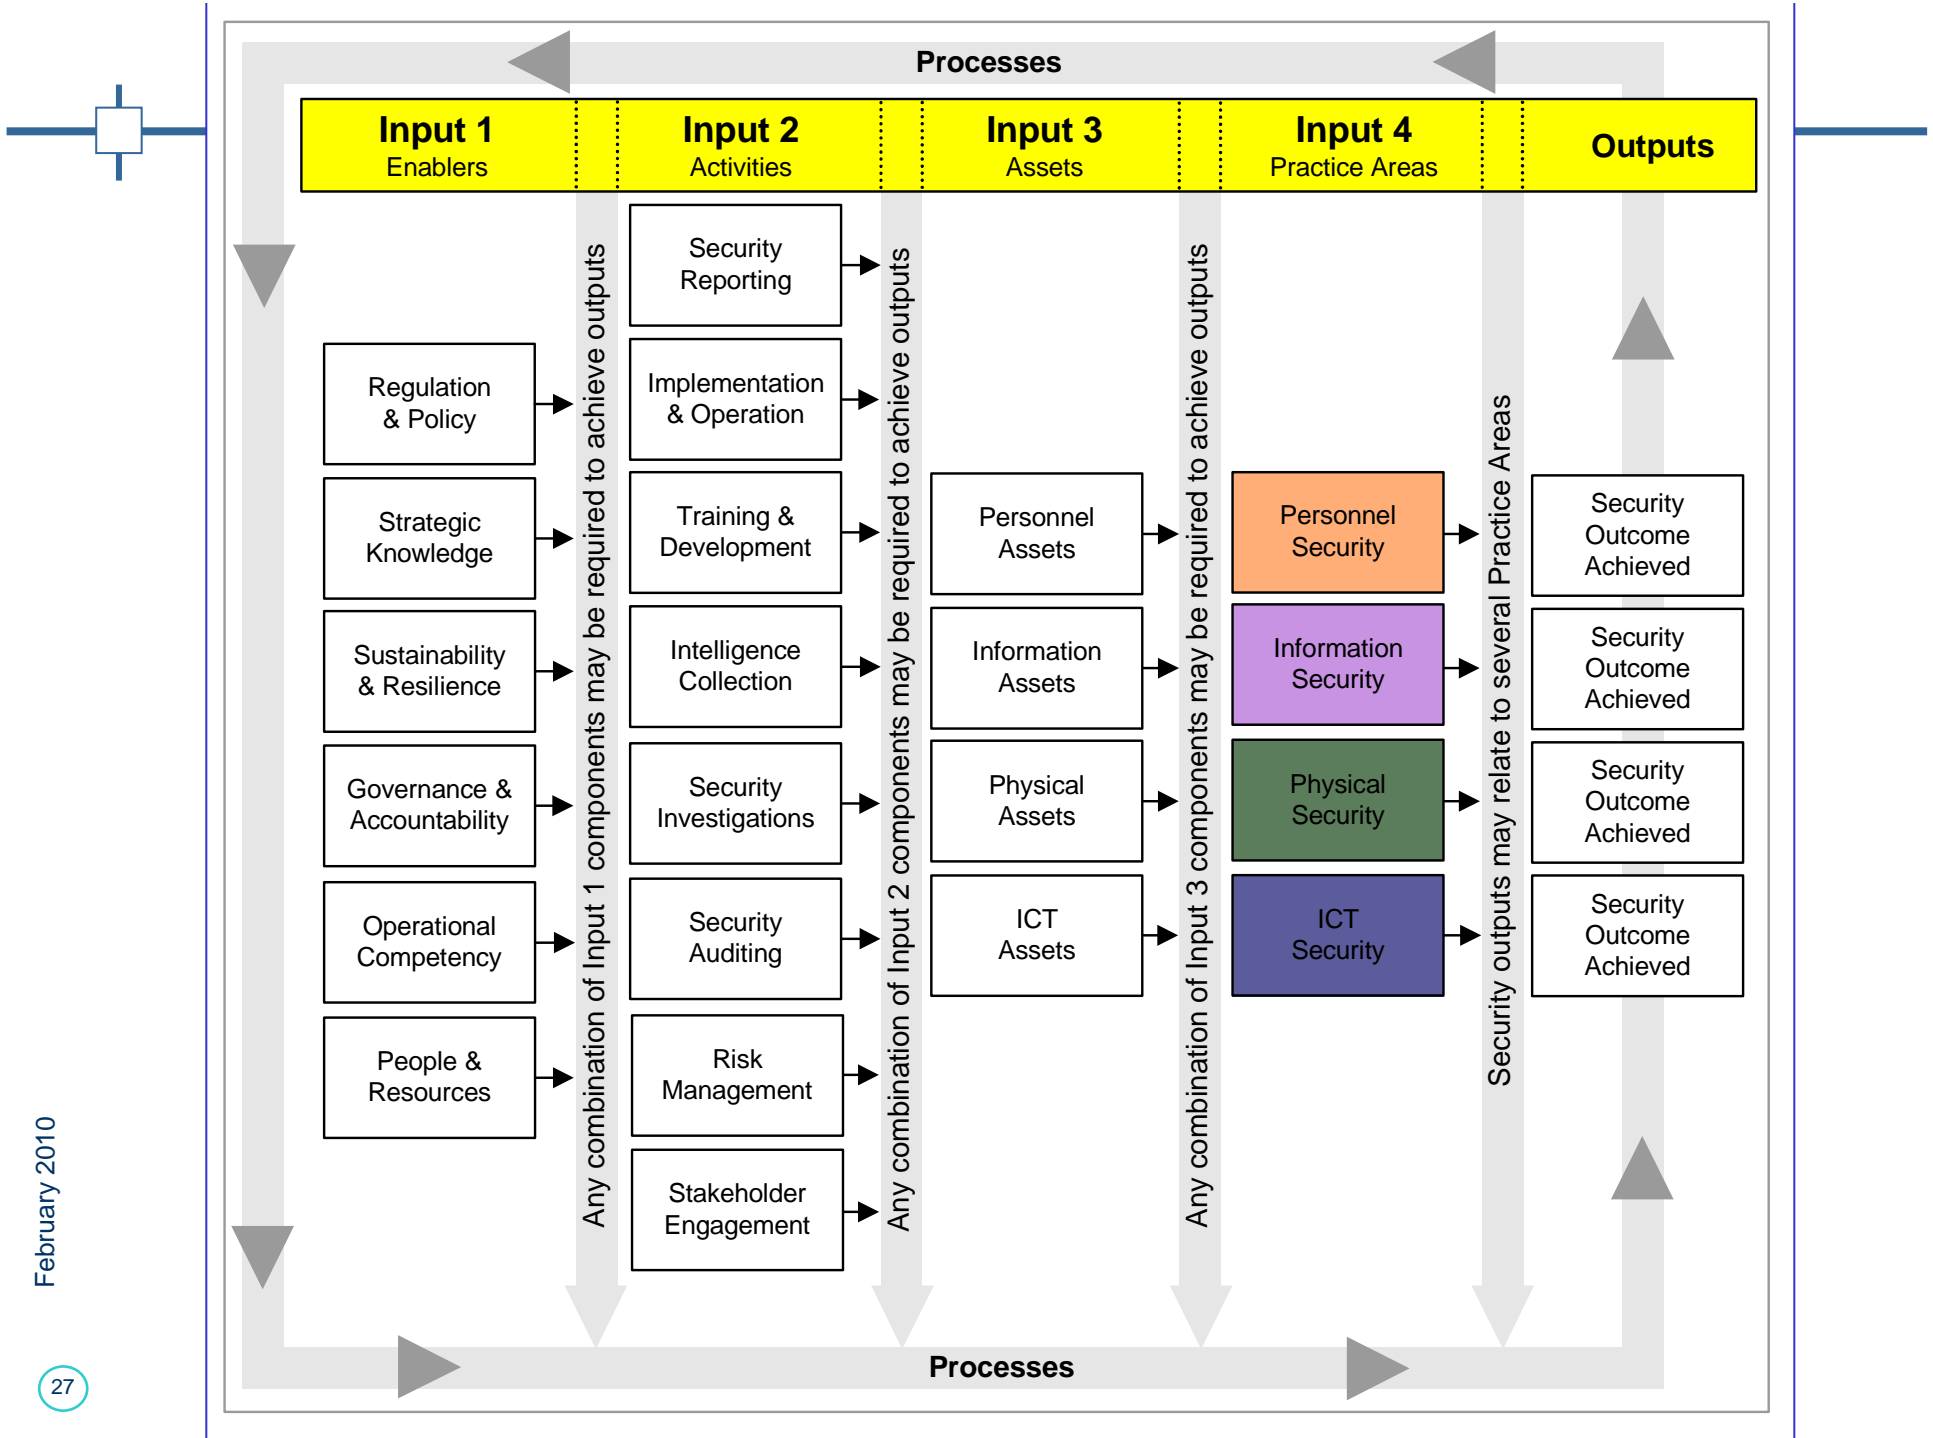 Processes
Input 1
Enablers
Input 2
Activities
Input 3
Assets
Input 4
Practice Areas
Outputs
Regulation
& Policy
Strategic
Knowledge
Sustainability
& Resilience
Governance &
Accountability
Operational
Competency
People &
Resources
Any combination of Input 1 components may be required to achieve outputs
Security
Reporting
Implementation
& Operation
Training &
Development
Intelligence
Collection
Security
Investigations
Security
Auditing
Risk
Management
Stakeholder
Engagement
Any combination of Input 2 components may be required to achieve outputs
Personnel
Assets
Information
Assets
Physical
Assets
ICT
Assets
Any combination of Input 3 components may be required to achieve outputs
Personnel
Security
Information
Security
Physical
Security
ICT
Security
Security outputs may relate to several Practice Areas
Security
Outcome
Achieved
Security
Outcome
Achieved
Security
Outcome
Achieved
Security
Outcome
Achieved
Processes
February 2010
27